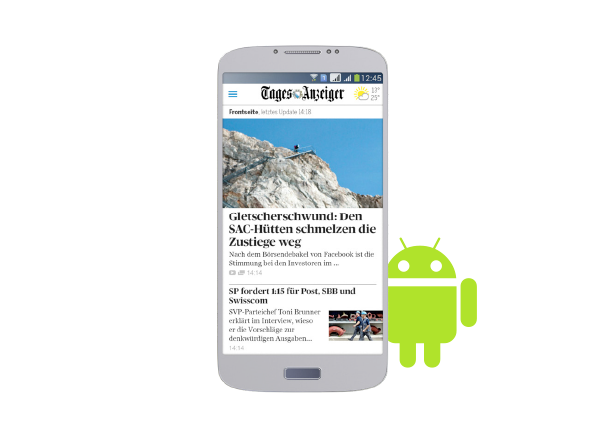 12:45
Tages Anzeiger
13°
25°
Frontseite letztes Update 14:18
Gletscherschwund: Den
SAC-Hütten schmelzen die
Zustiege weg
Nach dem Börsendebakel von Facebook ist die
Stimmung bei den Investoren im ...
14:14
SP fordert 1:15 für Post, SBB und
Swisscom
SVP-Parteichef Toni Brunner
erklärt im Interview, wieso
er die Vorschläge zur
denkwürdigen Ausgaben...
14:14